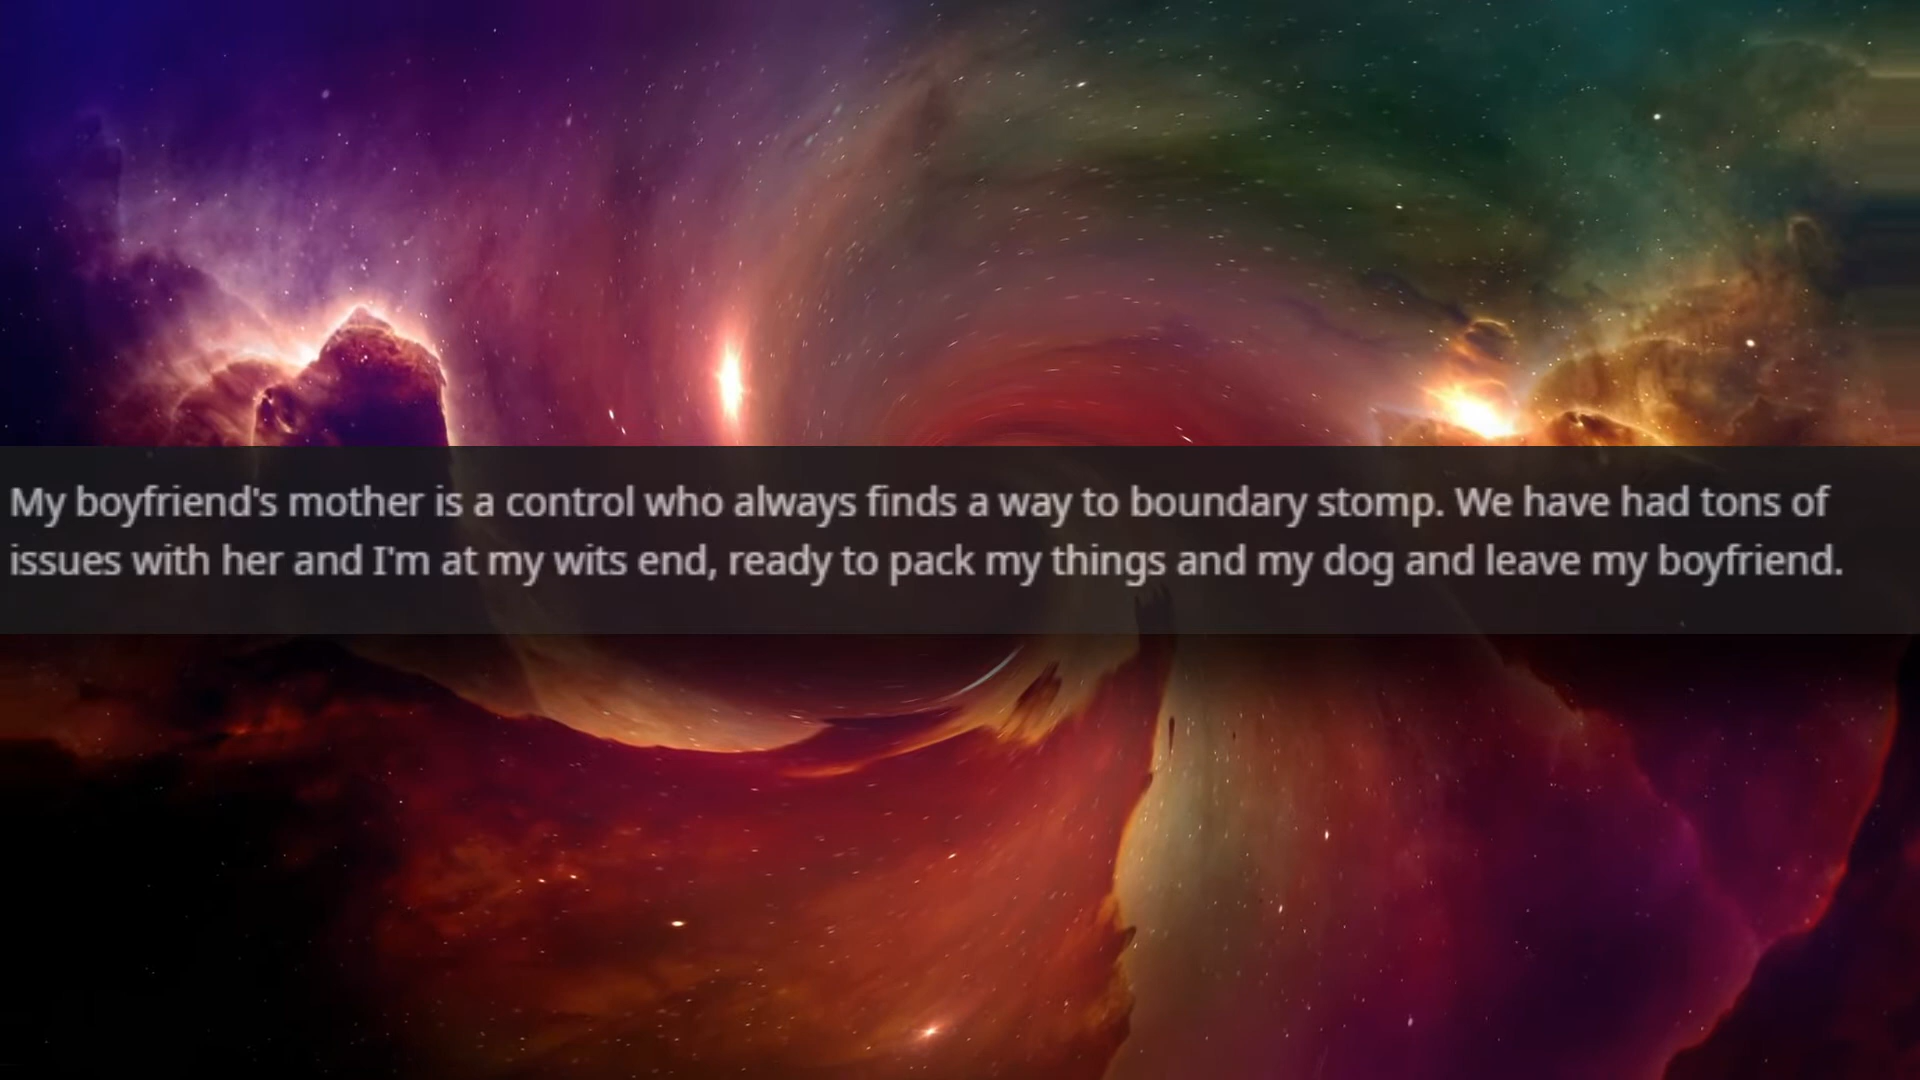 My boyfriend's mother is a control who always finds a way to boundary stomp. We have had tons of
issues with her and I'm at my wits end, ready to pack my things and my dog and leave my boyfriend.